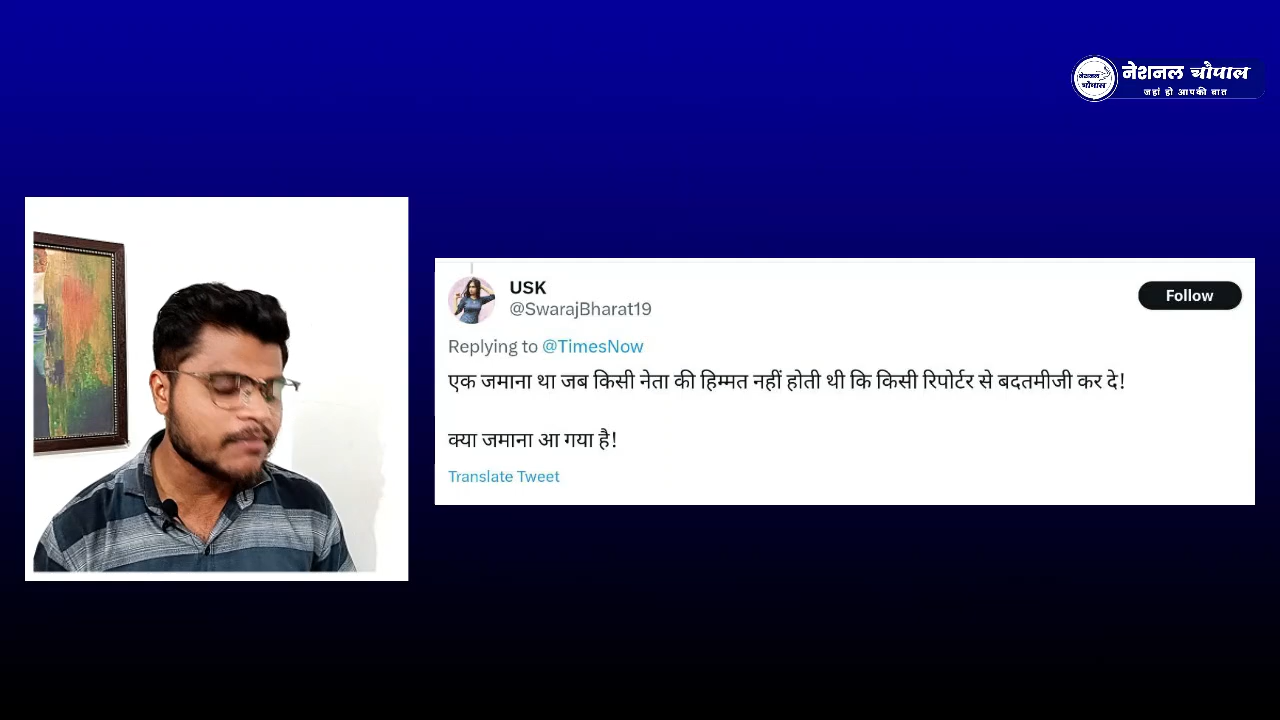 नेशनल चौपाल
नेशनल चौपाल
जहां हो आपकी बात
USK
@SwarajBharat19
Follow
Replying to @TimesNow
एक जमाना था जब किसी नेता की हिम्मत नहीं होती थी कि किसी रिपोर्टर से बदतमीजी कर दे!
क्या जमाना आ गया है!
Translate Tweet